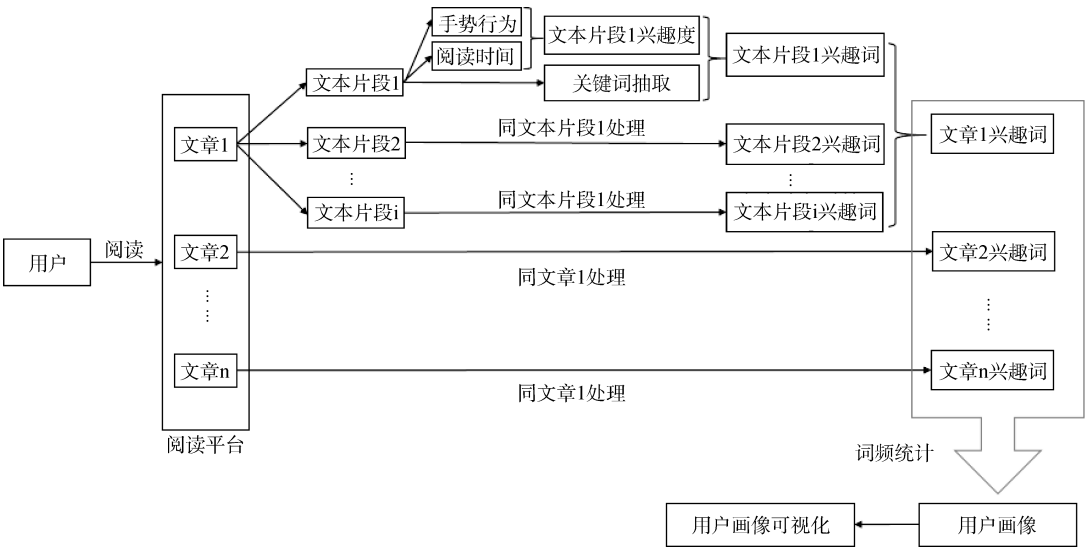 手势行为
阅读时间
文本片段1兴趣度
文本片段1兴趣词
文本片段1
关键词抽取
文章1
文本片段2
同文本片段1处理
文本片段2兴趣词
文章1兴趣词
文本片段i
同文本片段1处理
文本片段i兴趣词
用户
阅读
文章2
同文章1处理
文章2兴趣词
文章n
同文章1处理
文章n兴趣词
阅读平台
词频统计
用户画像可视化
用户画像